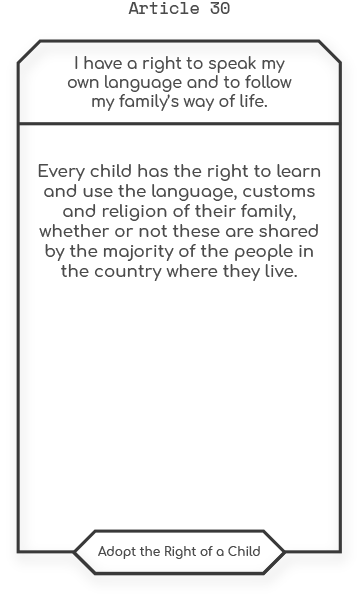 Article 30
I have a right to speak my
own language and to follow
my family's way of life.
Every child has the right to learn
and use the language, customs
and religion of their family,
whether or not these are shared
by the majority of the people in
the country where they live.
Adopt the Right of a Child